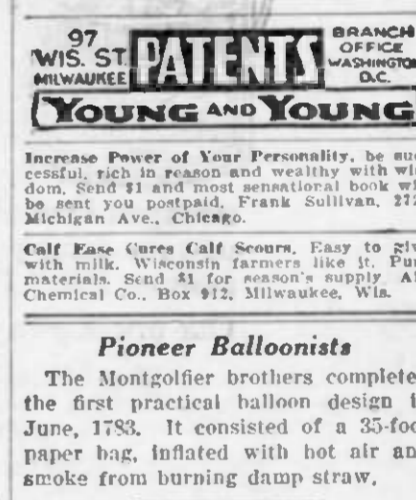 97
WIS. ST.
MILWAUKEE
PATENTS
BRANCH
OFFICE
WASHINGTON
D.C.
YOUNG AND YOUNG
Increase Power of Your Personality, be suc
cessful, rich in reason and wealthy with wis
dom. Send $1 and most sensational book wi
be sent you postpaid. Frank Sullivan, 272
Michigan Ave., Chicago.
Calf Ease Cures Calf Scours. Easy to giv
with milk. Wisconsin farmers like it. Pur
materials. Send $1 for season's supply. A
Chemical Co., Box 912, Milwaukee, Wis.
Pioneer Balloonists
The Montgolfier brothers complete
the first practical balloon design i
June, 1783. It consisted of a 35-foo
paper bag, inflated with hot air an
smoke from burning damp straw.